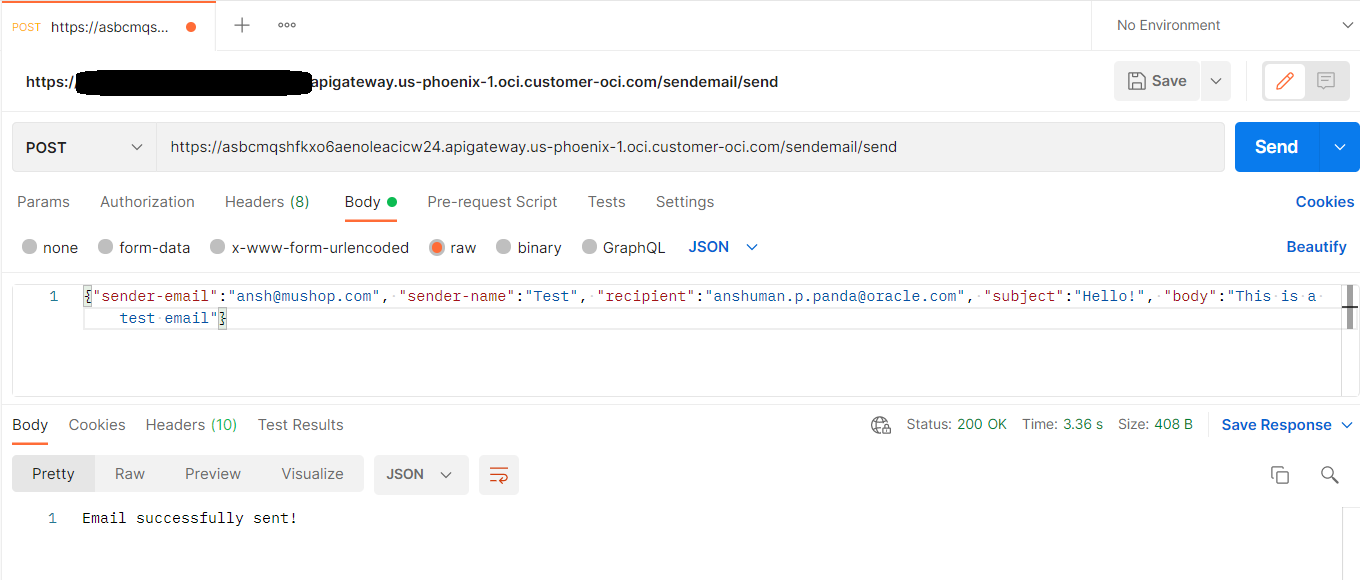 POST https://asbcmqs... No Environment
https:/ apigateway.us-phoenix-1.oci.customer-oci.com/sendemail/send Save
POST https://asbcmqshfkxo6aenoleacicw24.apigateway.us-phoenix-1.oci.customer-oci.com/sendemail/send Send
Params Authorization Headers (8) Body Pre-request Script Tests Settings Cookies
none form-data x-www-form-urlencoded raw binary GraphQL JSON Beautify
1 {"sender-email":"ansh@mushop.com", "sender-name":"Test", "recipient":"anshuman.p.panda@oracle.com", "subject":"Hello!", "body":"This is a
test email"}
Body Cookies Headers (10) Test Results Status: 200 OK Time: 3.36 s Size: 408 B Save Response
Pretty Raw Preview Visualize JSON
1 Email successfully sent!